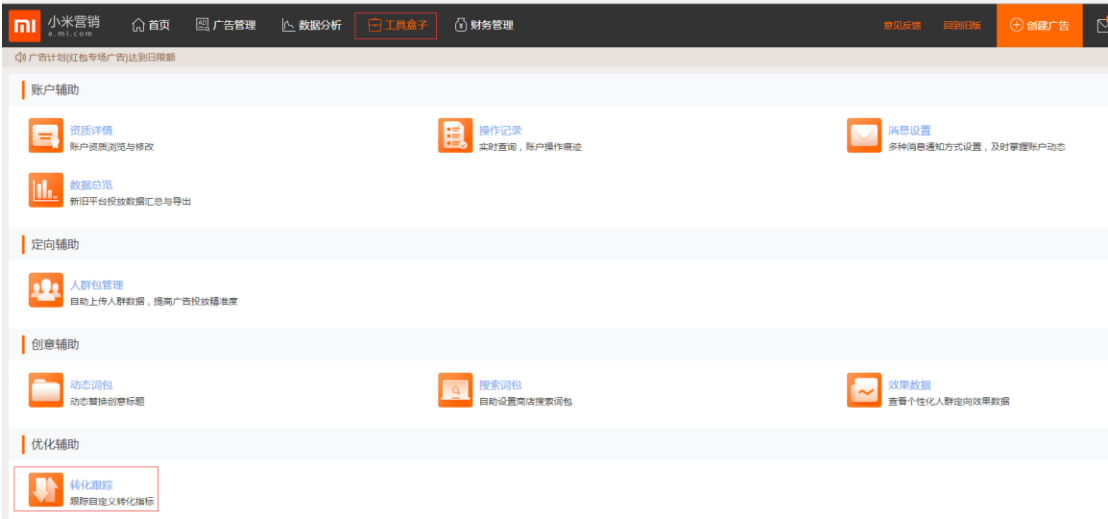 小米营销
e.mi.com
首页
广告管理
数据分析
工具盒子
财务管理
意见反馈
回到旧版
创建广告
广告计划(红包专场广告)达到日限额
账户辅助
资质详情
账户资质浏览与修改
操作记录
实时查询，账户操作痕迹
消息设置
多种消息通知方式设置，及时掌握账户动态
数据总览
新旧平台投放数据汇总与导出
定向辅助
人群包管理
自助上传人群数据，提高广告投放精准度
创意辅助
动态词包
动态替换创意标题
搜索词包
自助设置商店搜索词包
效果数据
查看个性化人群定向效果数据
优化辅助
转化跟踪
跟踪自定义转化指标